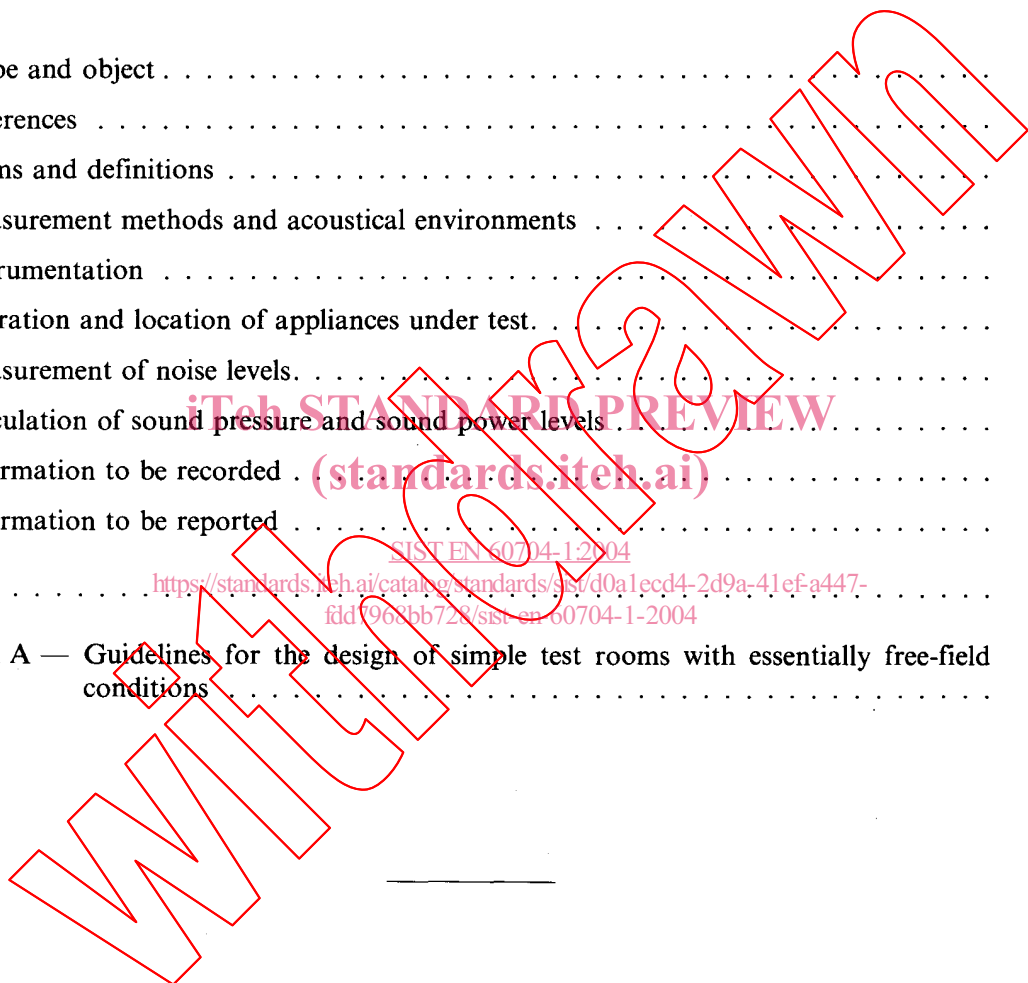 pe and object . . . . . . . . . . . . . . . . . . . . . . . . . . . . . . . . . . . . . . . . . .
erences . . . . . . . . . . . . . . . . . . . . . . . . . . . . . . . . . . . . . . . . . .
ms and definitions . . . . . . . . . . . . . . . . . . . . . . . . . . . . . . . . . . . . . .
surement methods and acoustical environments . . . . . . . . . . . . . . . . . . . .
rumentation . . . . . . . . . . . . . . . . . . . . . . . . . . . . . . . . . . . . . . . . . .
ration and location of appliances under test. . . . . . . . . . . . . . . . . . . . . . .
surement of noise levels. . . . . . . . . . . . . . . . . . . . . . . . . . . . . . . . . .
iTeh STANDARD PREVIEW
culation of sound pressure and sound power levels . . . . . . . . . . . . . . . . . .
rmation to be recorded . . . . . . . . . . . . . . . . . . . . . . . . . . . . . . . . . .
(standards.iteh.ai)
rmation to be reported . . . . . . . . . . . . . . . . . . . . . . . . . . . . . . . . . .
SIST EN 60704-1:2004
https://standards.iteh.ai/catalog/standards/sist/d0a1ecd4-2d9a-41ef-a447-
fdd7968bb728/sist-en-60704-1-2004
A — Guidelines for the design of simple test rooms with essentially free-field
conditions . . . . . . . . . . . . . . . . . . . . . . . . . . . . . . . . . . . . . .
withdrawn